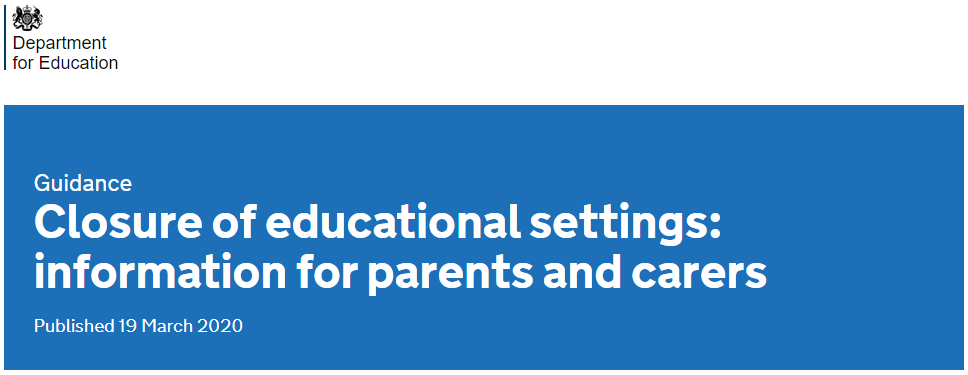 Department
for Education
Guidance
Closure of educational settings:
information for parents and carers
Published 19 March 2020